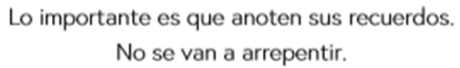 Lo importante es que anoten sus recuerdos.
No se van a arrepentir.